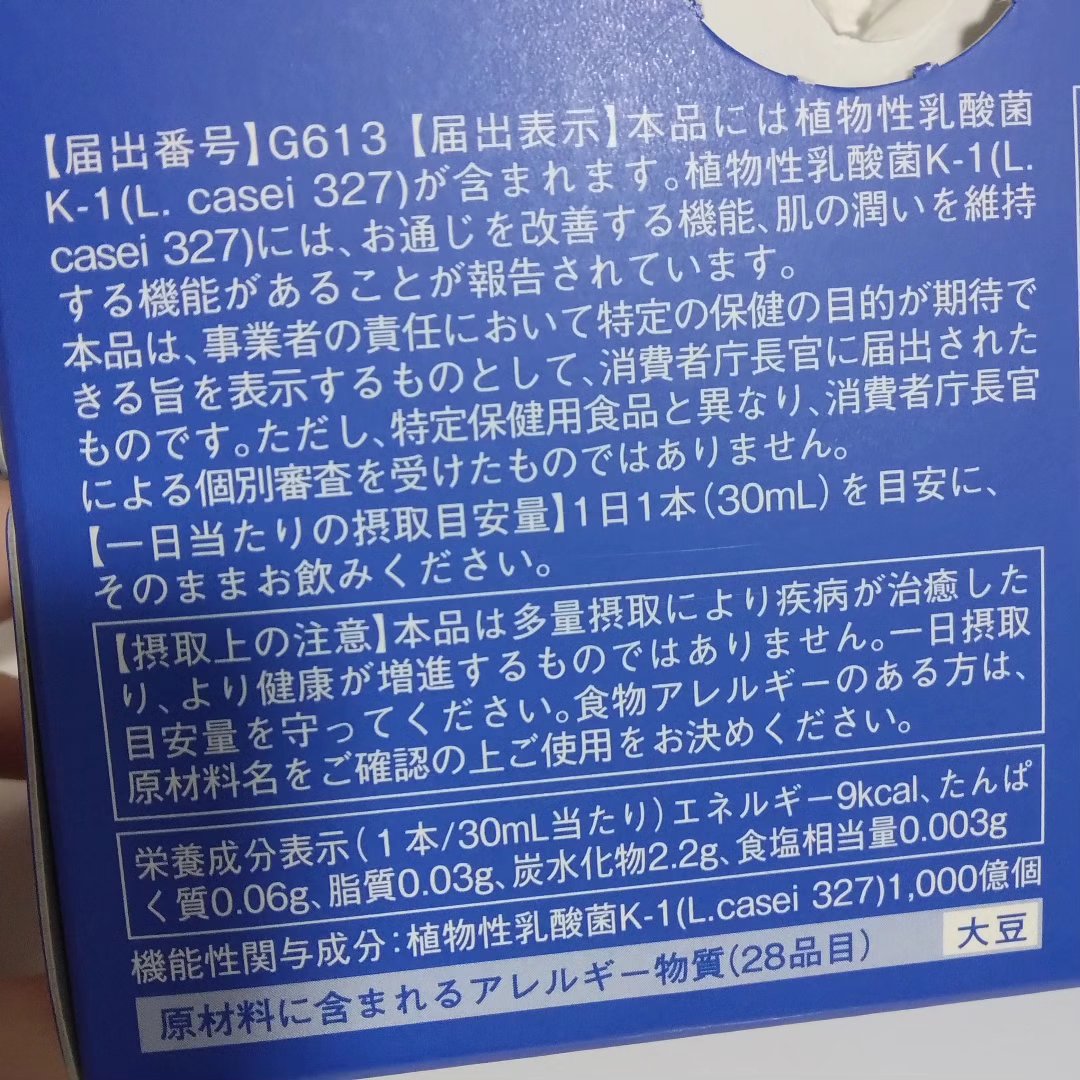 【届出番号】G613【届出表示】本品には植物性乳酸菌
K-1(L. casei 327)が含まれます。植物性乳酸菌K-1(L.
casei 327)には、お通じを改善する機能、肌の潤いを維持
する機能があることが報告されています。
本品は、事業者の責任において特定の保健の目的が期待で
きる旨を表示するものとして、消費者庁長官に届出された
ものです。ただし、特定保健用食品と異なり、消費者庁長官
による個別審査を受けたものではありません。
【一日当たりの摂取目安量】1日1本(30mL)を目安に、
そのままお飲みください。
【摂取上の注意】本品は多量摂取により疾病が治癒した
り、より健康が増進するものではありません。一日摂取
目安量を守ってください。食物アレルギーのある方は、
原材料名をご確認の上ご使用をお決めください。
栄養成分表示(1本/30mL当たり)エネルギー9kcal、たんぱ
く質0.06g、脂質0.03g、炭水化物2.2g、食塩相当量0.003g
機能性関与成分:植物性乳酸菌K-1(L.casei 327)1,000億個
原材料に含まれるアレルギー物質(28品目) 大豆